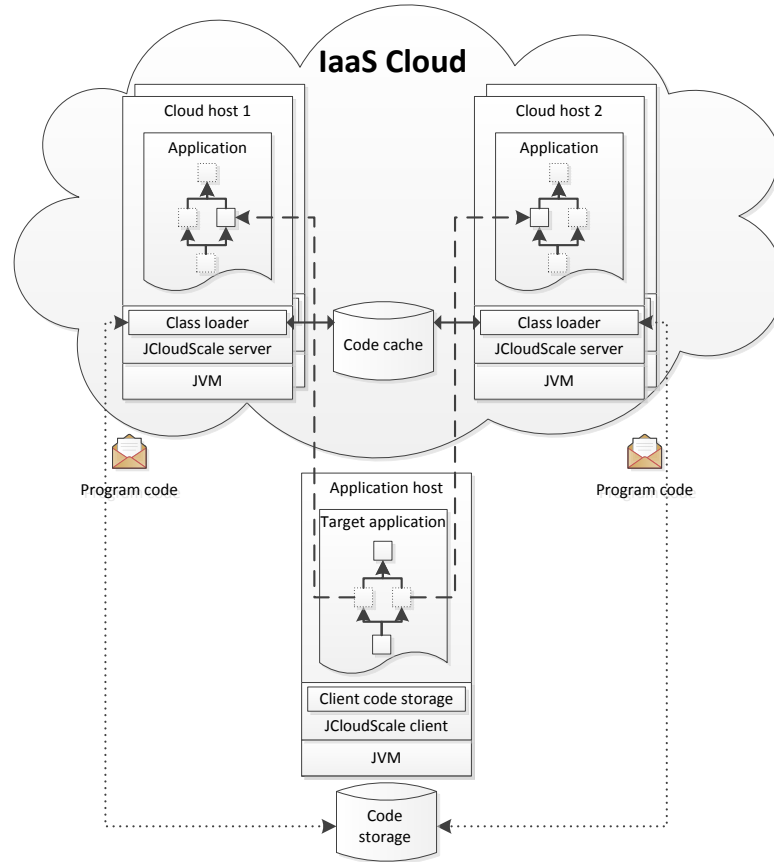 IaaS Cloud
Cloud host 1
Cloud host 2
Application
Application
Class loader
Code cache
Class loader
JCloudScale server
JCloudScale server
JVM
JVM
Program code
Program code
Application host
Target application
Client code storage
JCloudScale client
JVM
Code
storage